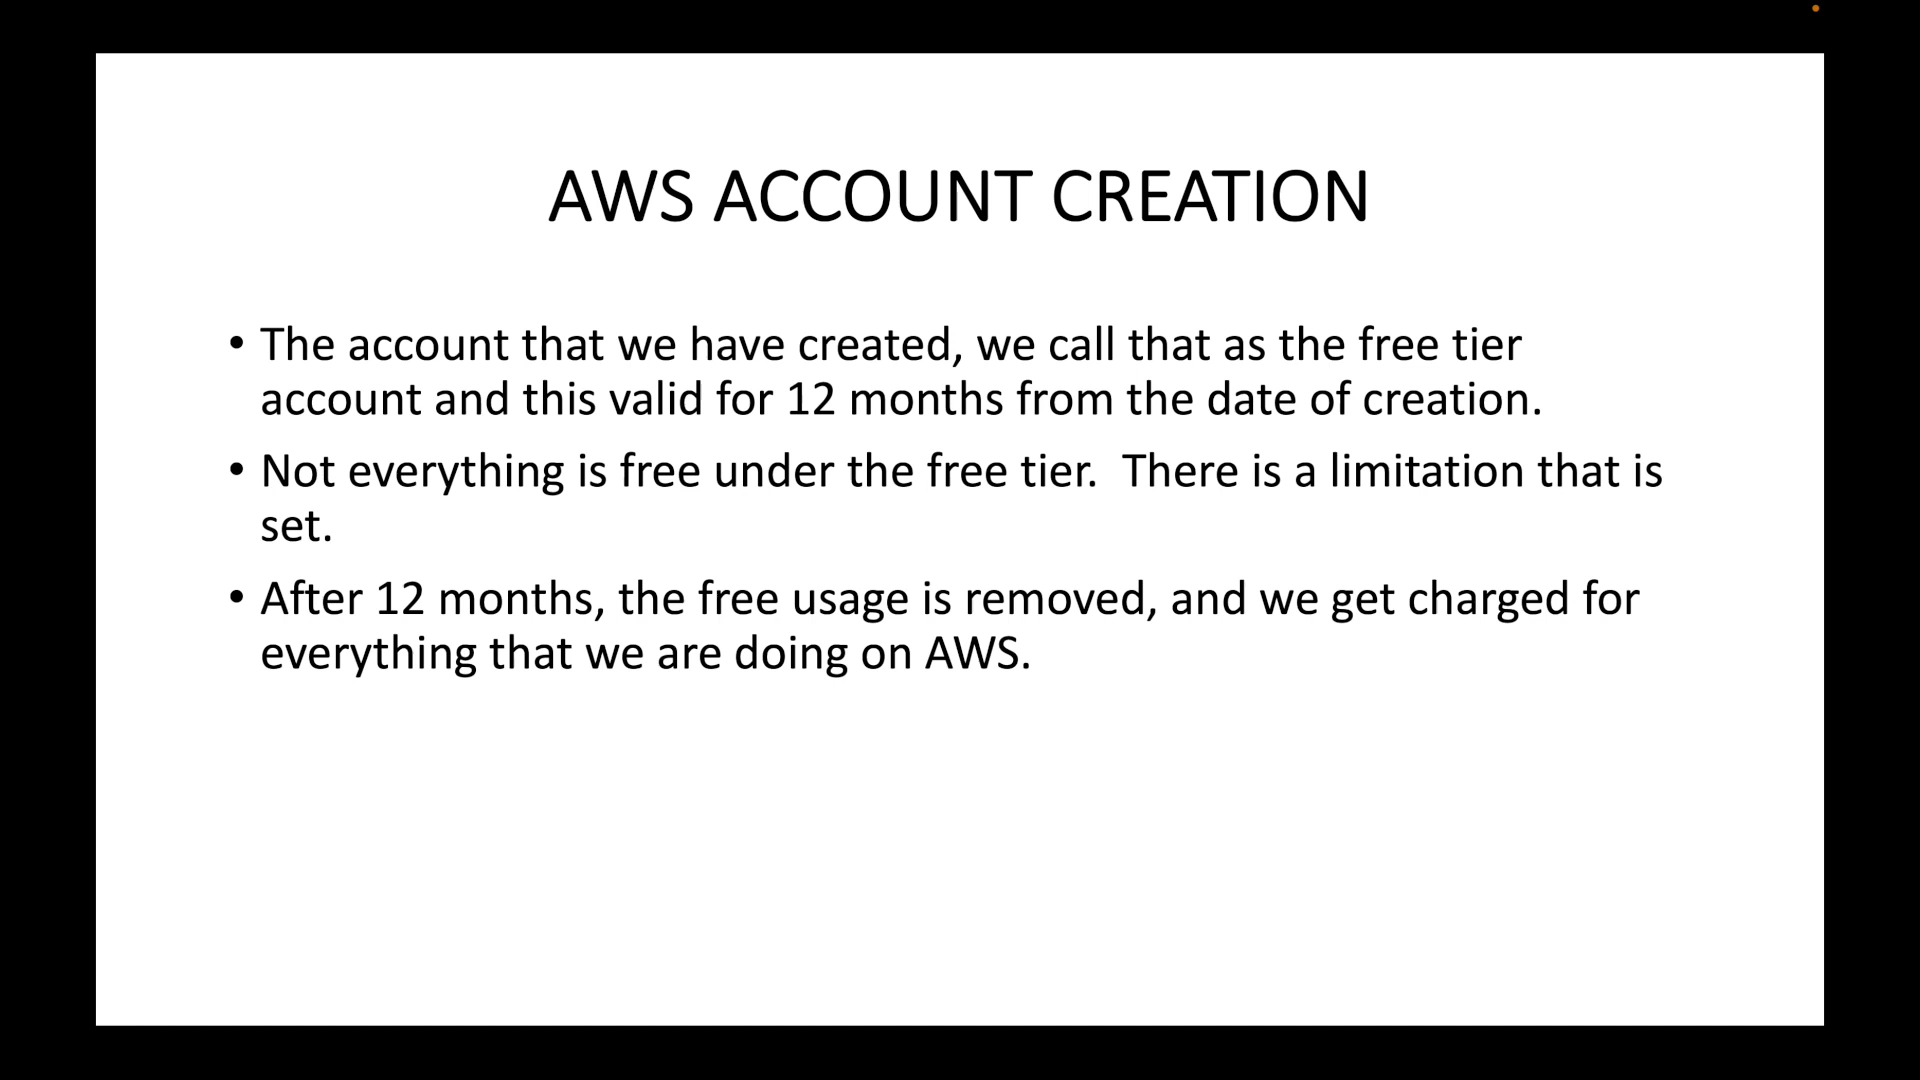 AWS ACCOUNT CREATION
• The account that we have created, we call that as the free tier
account and this valid for 12 months from the date of creation.
• Not everything is free under the free tier.  There is a limitation that is
set.
• After 12 months, the free usage is removed, and we get charged for
everything that we are doing on AWS.